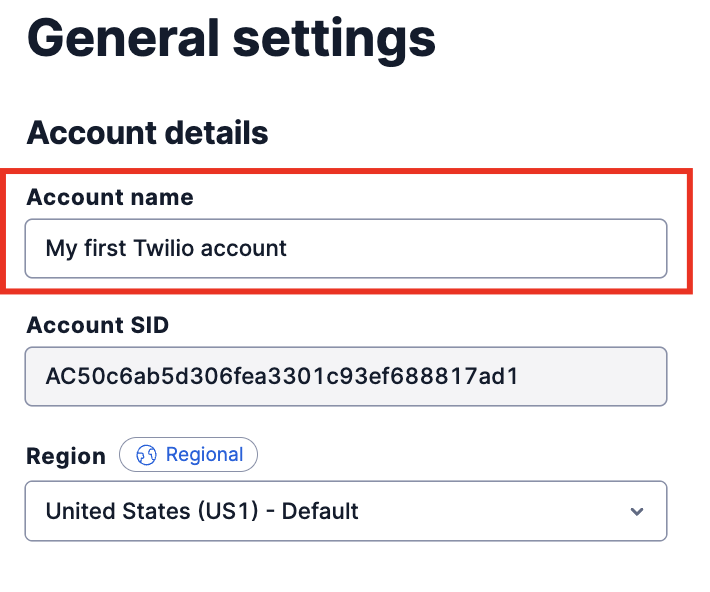 General settings
Account details
Account name
My first Twilio account
Account SID
AC50c6ab5d306fea3301c93ef688817ad1
Region Regional
United States (US1) - Default